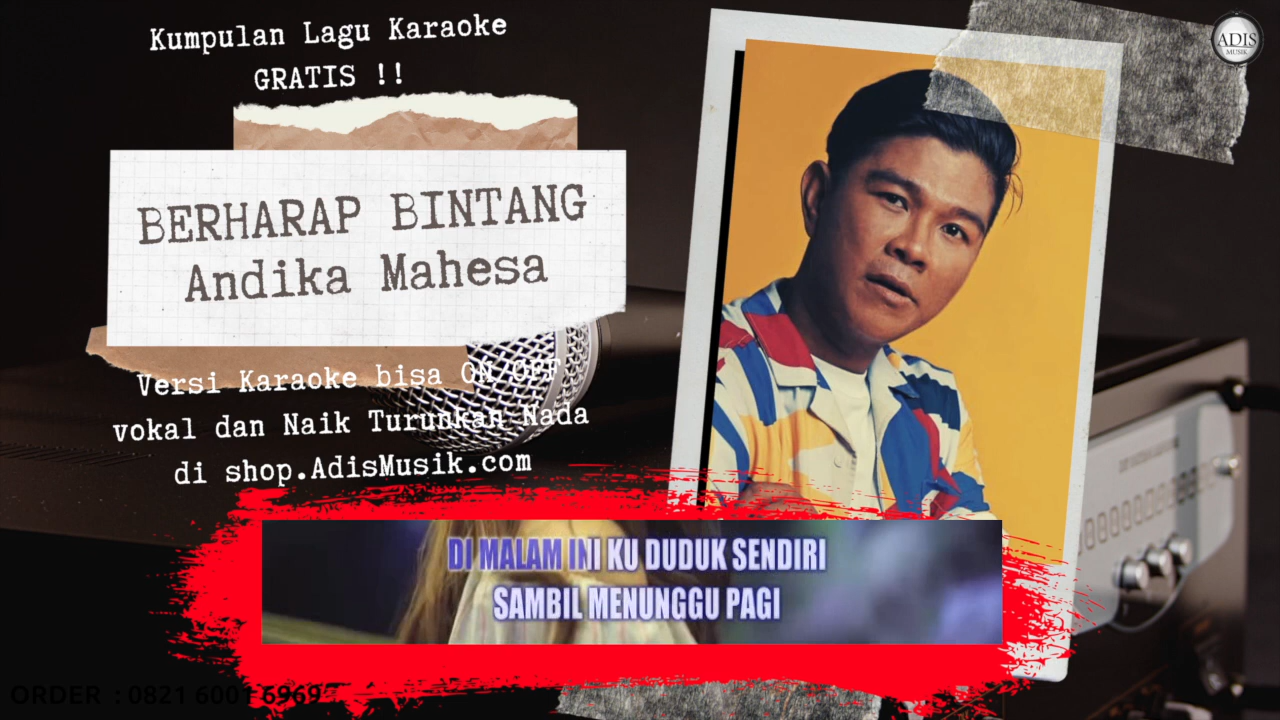 Kumpulan Lagu Karaoke
GRATIS !!
BERHARAP BINTANG
Andika Mahesa
Versi Karaoke bisa ON OFF
vokal dan Naik Turunkan Nada
di shop.AdisMusik.com
ADIS
MUSIK
DI MALAM INI KU DUDUK SENDIRI
SAMBIL MENUNGGU PAGI
ORDER : 0821 6001 6969